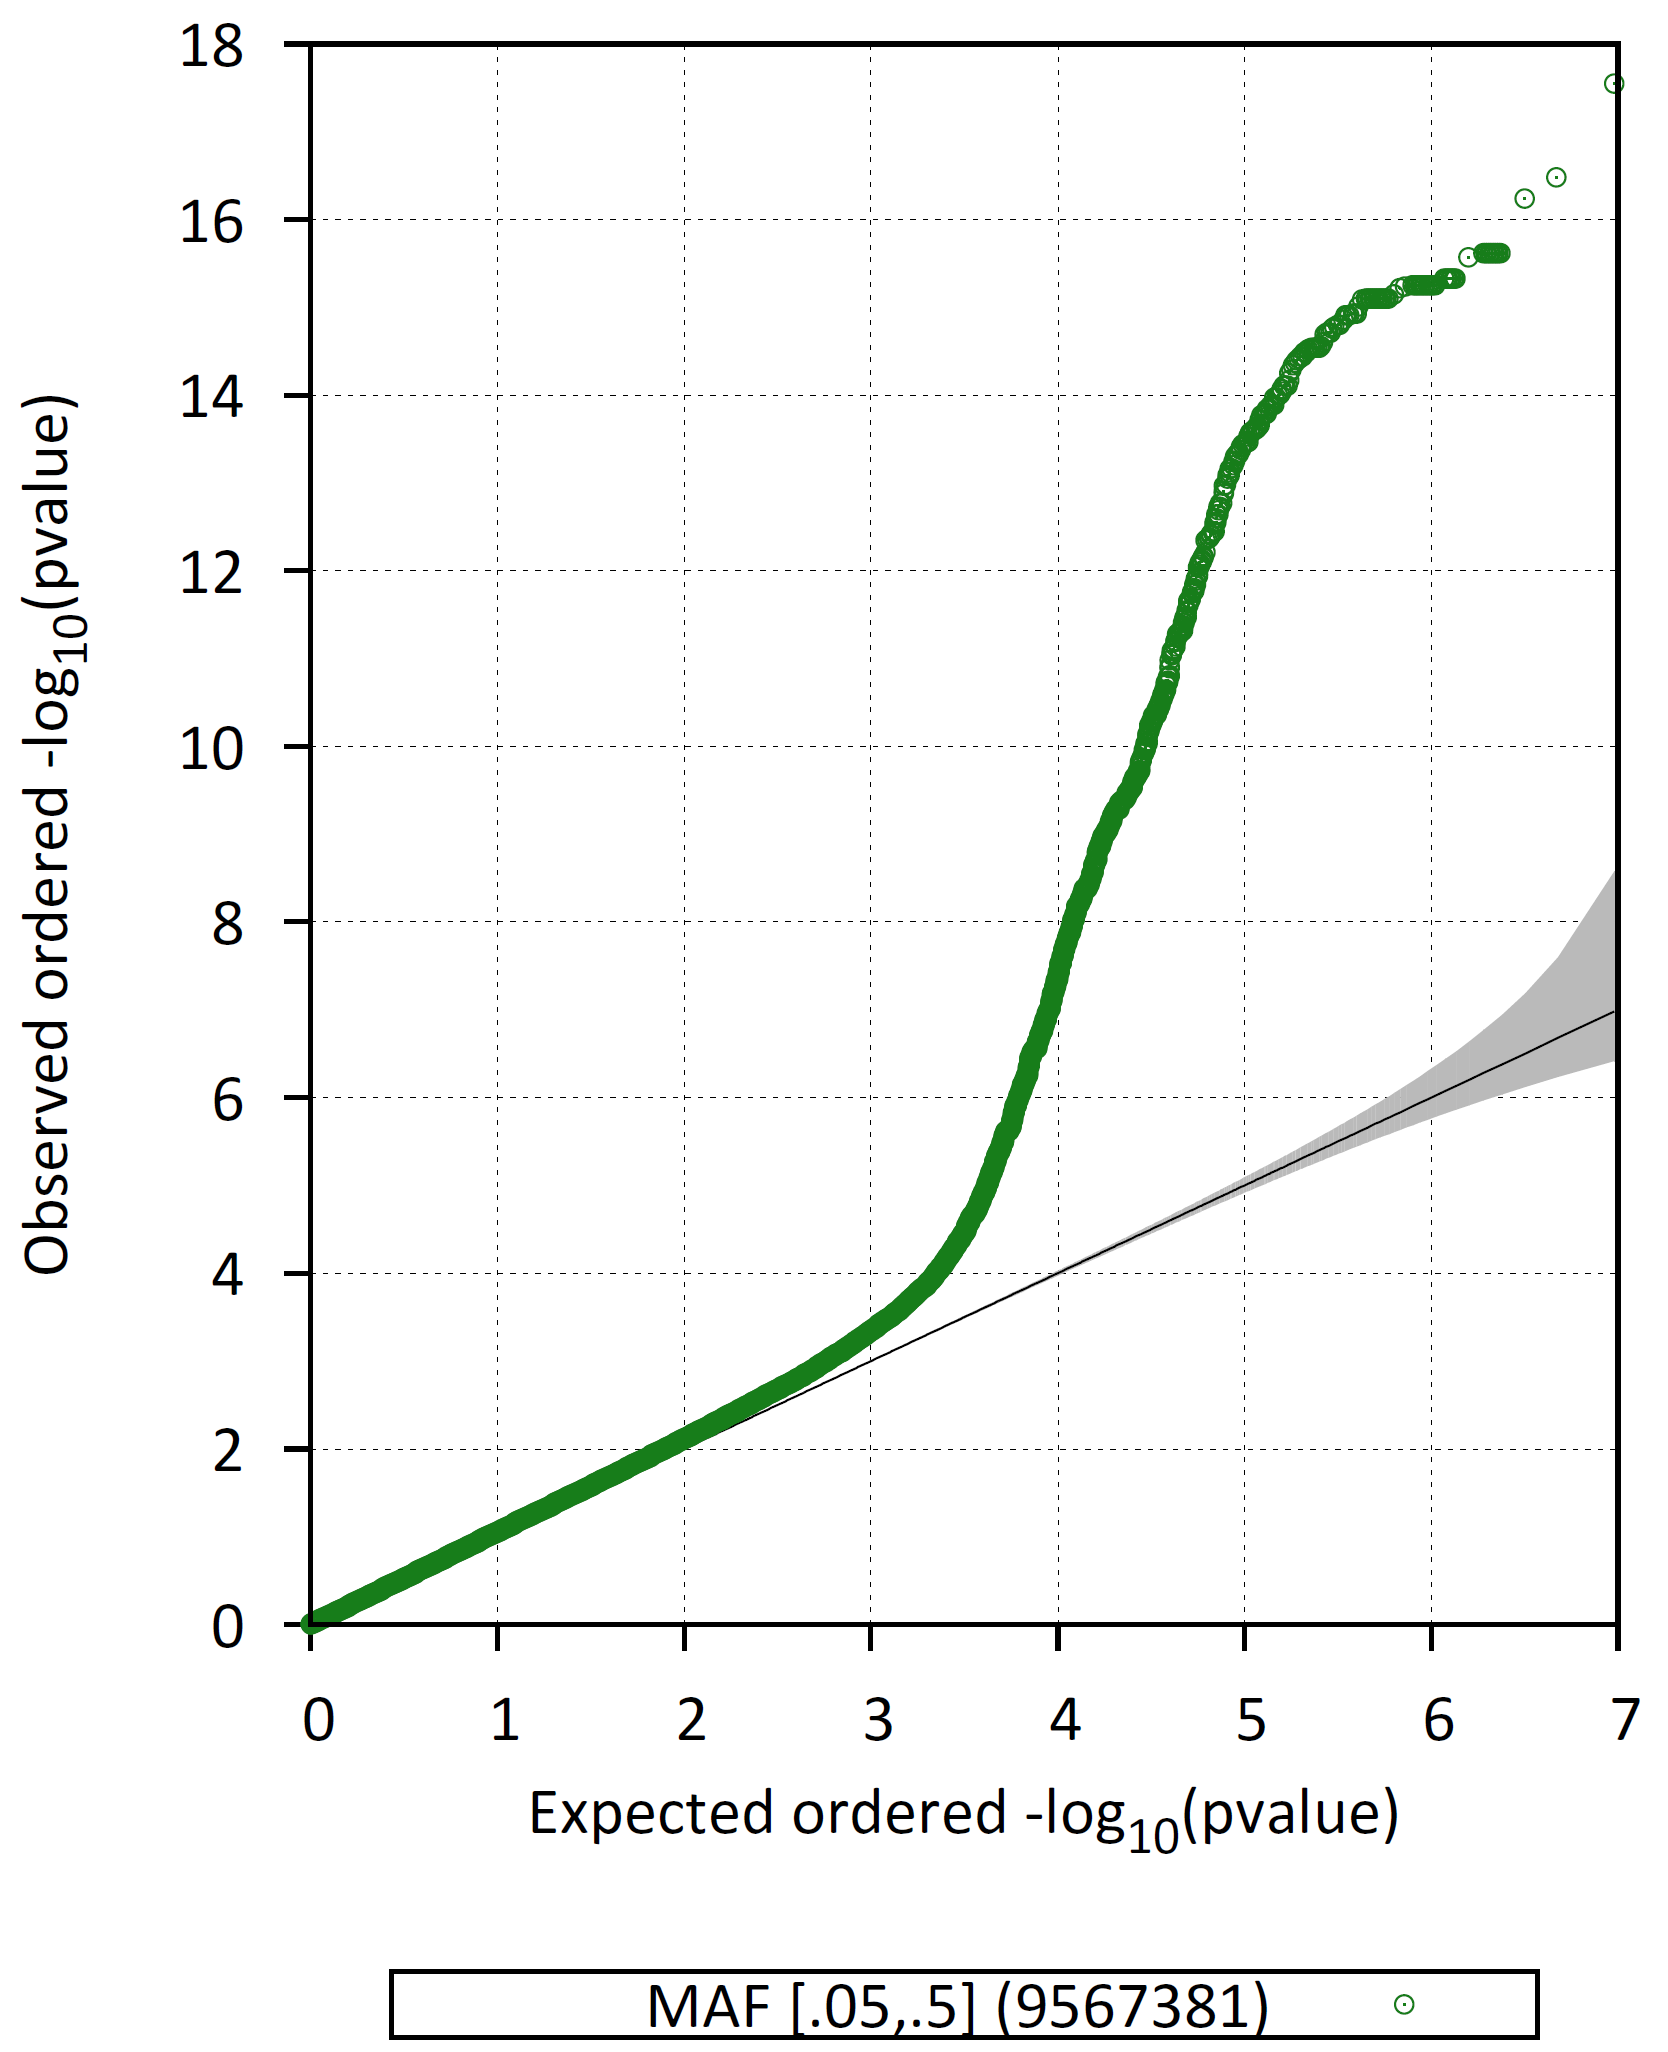 Observed ordered -log10(pvalue)
18
16
14
12
10
8
6
4
2
0
0 1 2 3 4 5 6 7
Expected ordered -log10(pvalue)
MAF [.05,.5] (9567381)